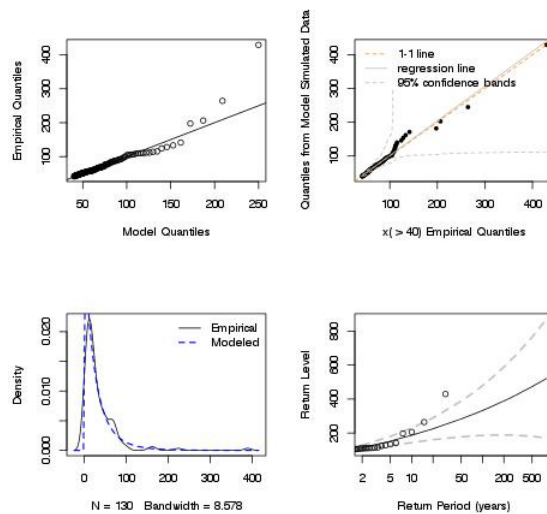 Empirical Quantiles
400
300
200
100
50
100
150
200
250
Model Quantiles
Quantiles from Model Simulated Data
400
300
200
100
1-1 line
regression line
95% confidence bands
100
200
300
400
x( > 40) Empirical Quantiles
Density
0.020
0.010
0.000
Empirical
Modeled
0
100
200
300
400
N = 130 Bandwidth = 8.578
Return Level
800
600
400
200
2
5
10
50
200
500
Return Period (years)